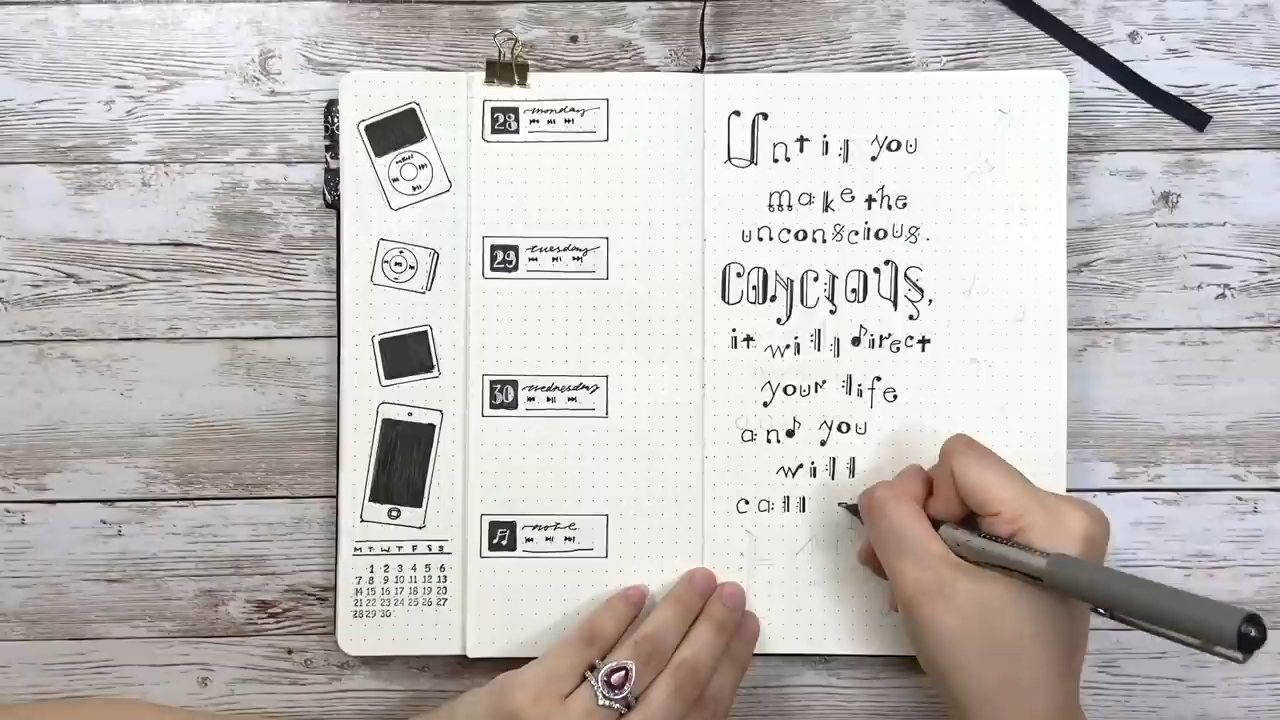 MENU
M T W T F S S
1 2 3 4 5 6
7 8 9 10 11 12 13
14 15 16 17 18 19 20
21 22 23 24 25 26 27
28 29 30
28 monday
29 tuesday
30 wednesday
note
Until you
make the
unconscious.
CONCIOUS,
it will direct
your life
and you
will
call